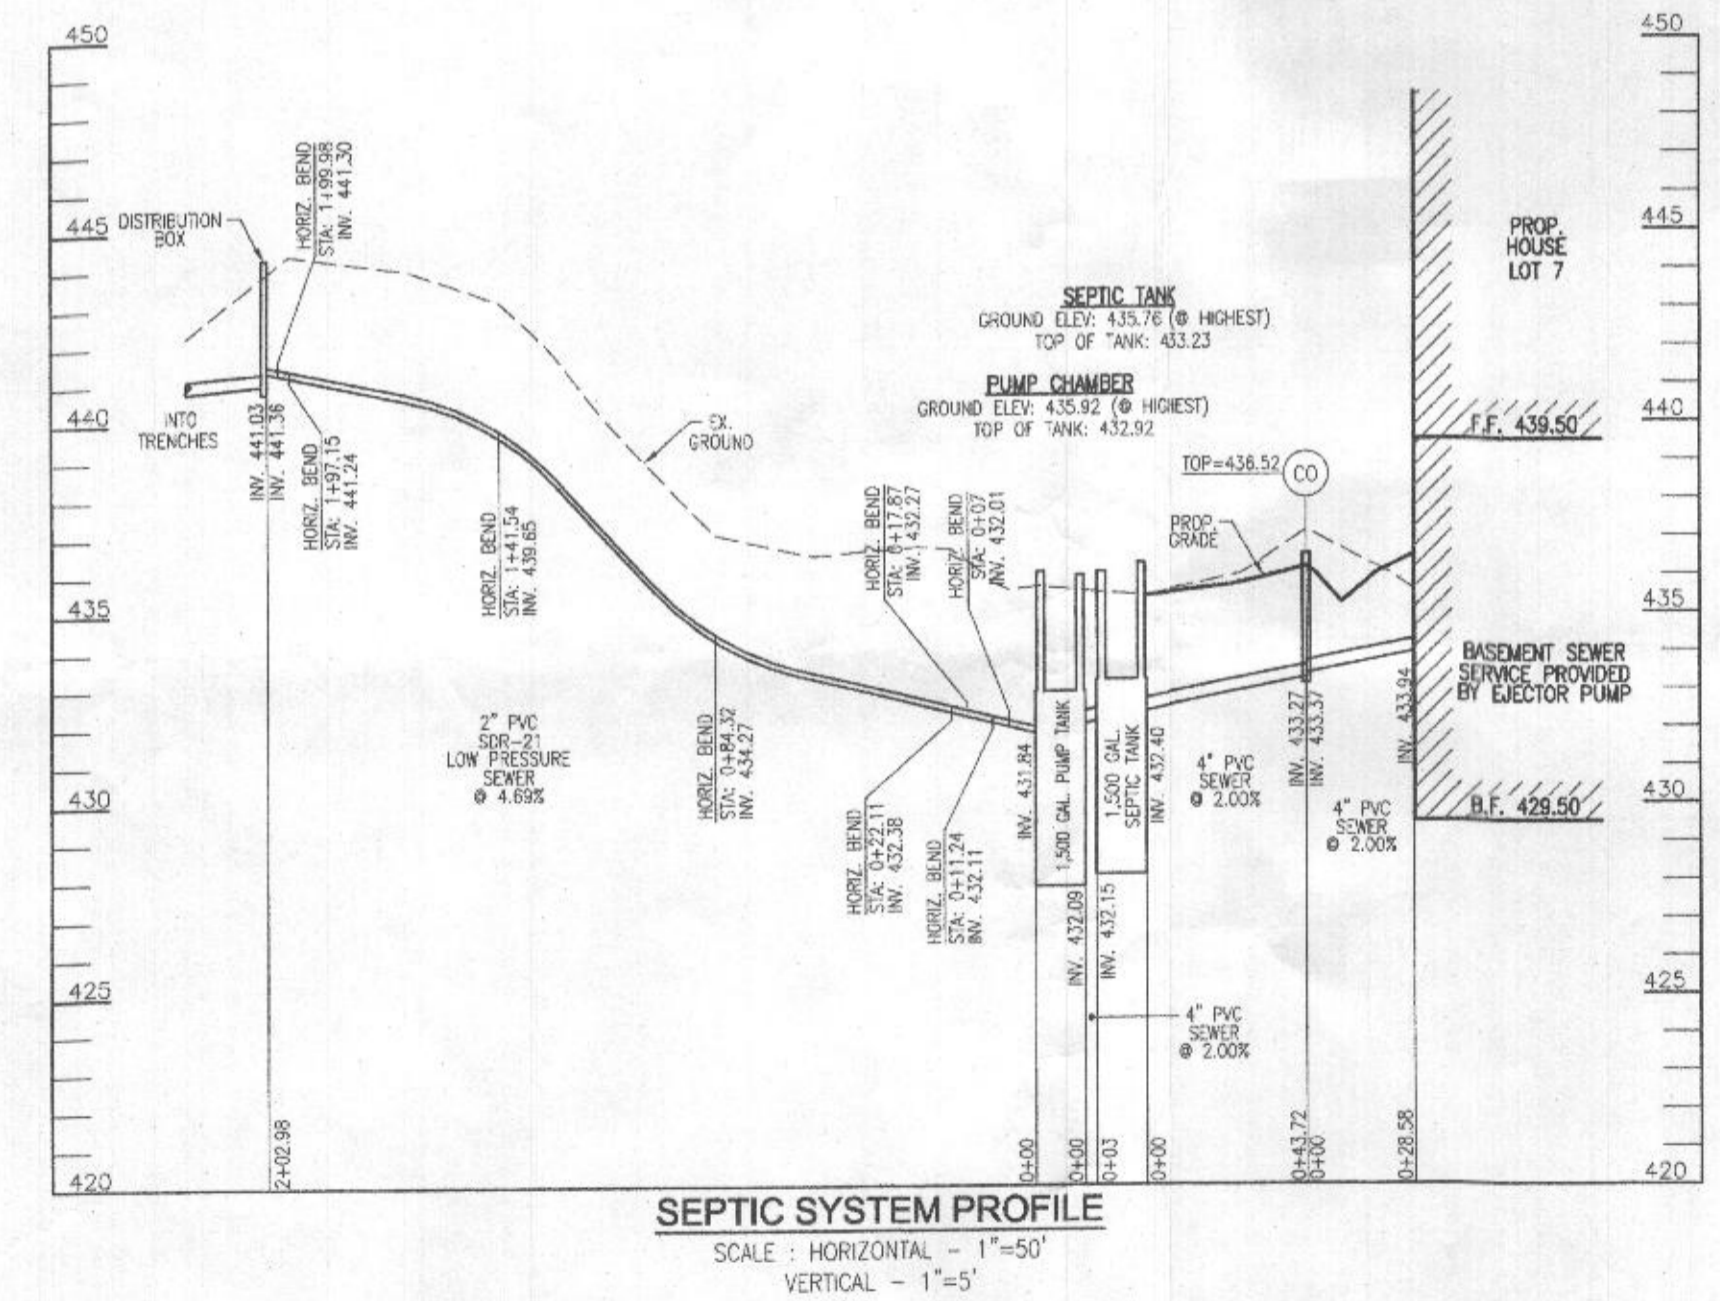 450
445
440
435
430
425
420
450
445
440
435
430
425
420
DISTRIBUTION
BOX
HORIZ. BEND
STA: 1+99.98
INV. 441.30
INTO
TRENCHES
INV. 441.03
INV. 441.36
HORIZ. BEND
STA: 1+97.15
INV. 441.24
HORIZ. BEND
STA: 1+41.54
INV. 439.65
EX.
GROUND
2" PVC
SDR-21
LOW PRESSURE
SEWER
@ 4.69%
HORIZ. BEND
STA: 0+84.32
INV. 434.27
HORIZ. BEND
STA: 0+17.87
INV. 432.27
HORIZ. BEND
STA: 0+07
INV. 432.01
HORIZ. BEND
STA: 0+22.11
INV. 432.38
HORIZ. BEND
STA: 0+11.24
INV. 432.11
SEPTIC TANK
GROUND ELEV: 435.76 (@ HIGHEST)
TOP OF TANK: 433.23
PUMP CHAMBER
GROUND ELEV: 435.92 (@ HIGHEST)
TOP OF TANK: 432.92
INV. 431.84
1,500 GAL. PUMP TANK
INV. 432.09
INV. 432.15
1,500 GAL.
SEPTIC TANK
INV. 432.40
4" PVC
SEWER
@ 2.00%
TOP=436.52
CO
PROP.
GRADE
4" PVC
SEWER
@ 2.00%
INV. 433.27
INV. 433.37
4" PVC
SEWER
@ 2.00%
INV. 433.94
PROP.
HOUSE
LOT 7
F.F. 439.50
BASEMENT SEWER
SERVICE PROVIDED
BY EJECTOR PUMP
B.F. 429.50
2+02.98
0+00
0+00
0+03
0+00
0+43.72
0+00
0+28.58
SEPTIC SYSTEM PROFILE
SCALE : HORIZONTAL - 1"=50'
VERTICAL - 1"=5'